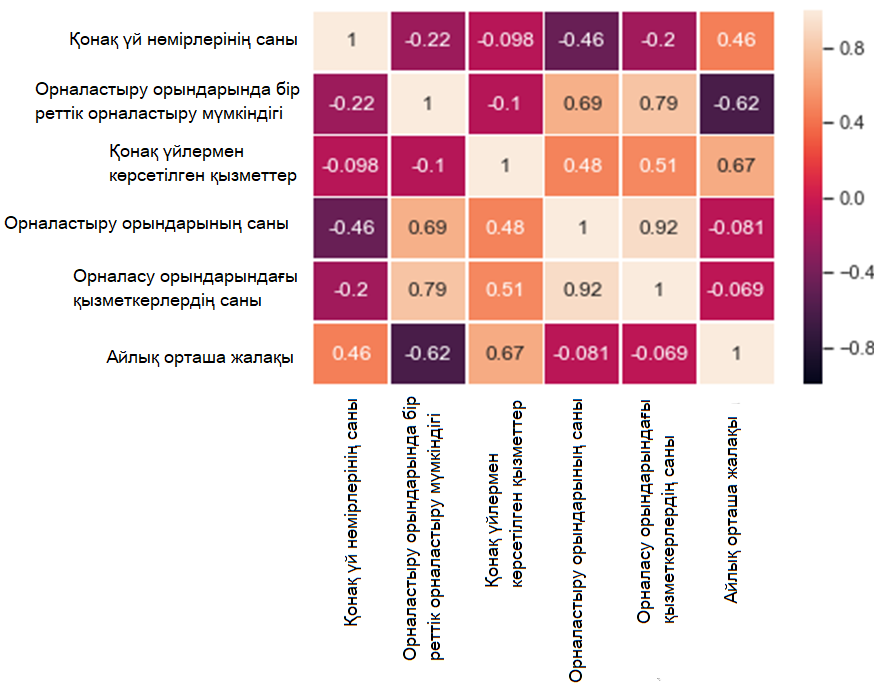 Қонақ үй нөмірлерінің саны
1 -0.22 -0.098 -0.46 -0.2 0.46
Орналастыру орындарында бір
реттік орналастыру мүмкіндігі
-0.22 1 -0.1 0.69 0.79 -0.62
Қонақ үйлермен
көрсетілген қызметтер
-0.098 -0.1 1 0.48 0.51 0.67
Орналастыру орындарының саны
-0.46 0.69 0.48 1 0.92 -0.081
Орналасу орындарындағы
қызметкерлердің саны
-0.2 0.79 0.51 0.92 1 -0.069
Айлық орташа жалақы
0.46 -0.62 0.67 -0.081 -0.069 1
0.8
0.4
0.0
-0.4
-0.8
Қонақ үй нөмірлерінің саны
Орналастыру орындарында бір
реттік орналастыру мүмкіндігі
Қонақ үйлермен
көрсетілген қызметтер
Орналастыру орындарының саны
Орналасу орындарындағы
қызметкерлердің саны
Айлық орташа жалақы